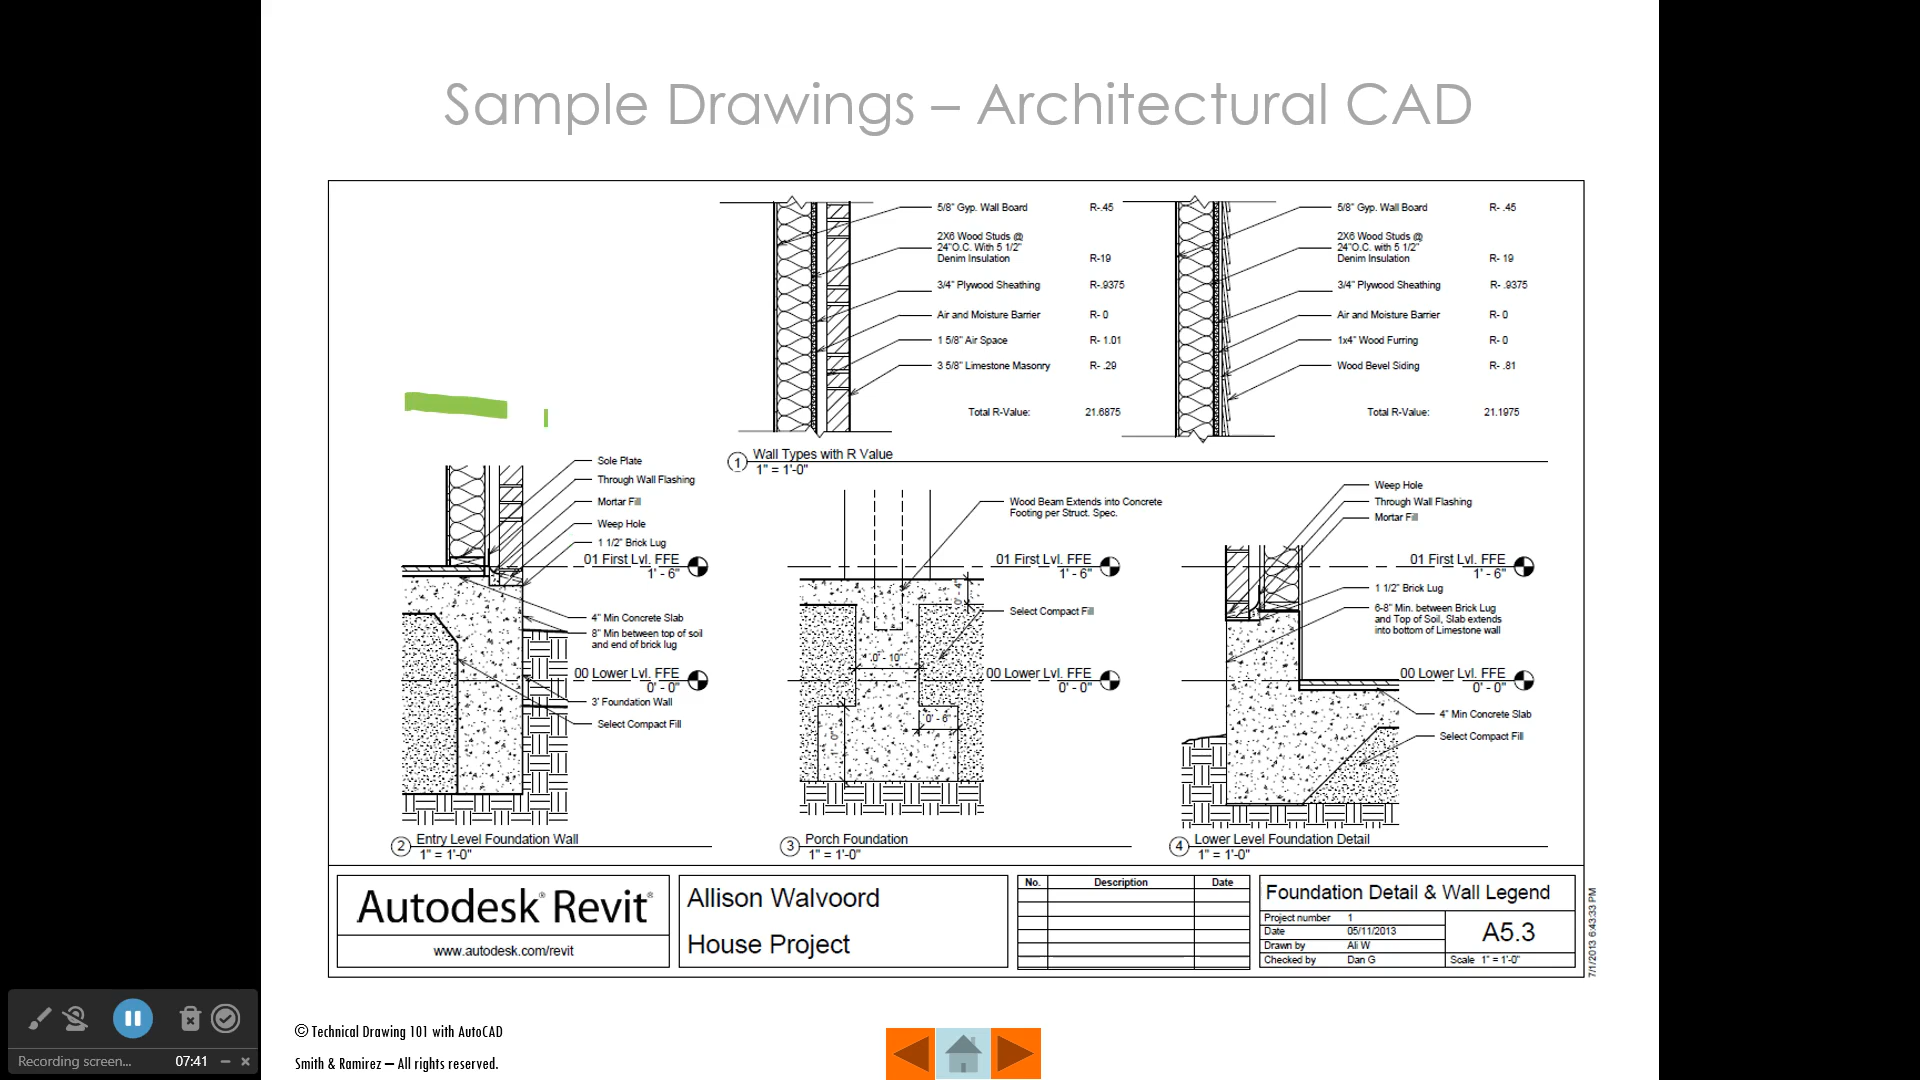 Sample Drawings – Architectural CAD
5/8" Gyp. Wall Board R-.45
2X6 Wood Studs @
24"O.C. With 5 1/2"
Denim Insulation R-19
3/4" Plywood Sheathing R-.9375
Air and Moisture Barrier R- 0
1 5/8" Air Space R- 1.01
3 5/8" Limestone Masonry R- .29
Total R-Value: 21.6875
5/8" Gyp. Wall Board R- .45
2X6 Wood Studs @
24"O.C. with 5 1/2"
Denim Insulation R- 19
3/4" Plywood Sheathing R- .9375
Air and Moisture Barrier R- 0
1x4" Wood Furring R- 0
Wood Bevel Siding R- .81
Total R-Value: 21.1975
1 Wall Types with R Value
1" = 1'-0"
Sole Plate
Through Wall Flashing
Mortar Fill
Weep Hole
1 1/2" Brick Lug
01 First Lvl. FFE
1' - 6"
4" Min Concrete Slab
8" Min between top of soil
and end of brick lug
00 Lower Lvl. FFE
0' - 0"
3' Foundation Wall
Select Compact Fill
2 Entry Level Foundation Wall
1" = 1'-0"
Wood Beam Extends into Concrete
Footing per Struct. Spec.
01 First Lvl. FFE
1' - 6"
Select Compact Fill
0' - 10"
00 Lower Lvl. FFE
0' - 0"
0' - 6"
3 Porch Foundation
1" = 1'-0"
Weep Hole
Through Wall Flashing
Mortar Fill
01 First Lvl. FFE
1' - 6"
1 1/2" Brick Lug
6-8" Min. between Brick Lug
and Top of Soil, Slab extends
into bottom of Limestone wall
00 Lower Lvl. FFE
0' - 0"
4" Min Concrete Slab
Select Compact Fill
4 Lower Level Foundation Detail
1" = 1'-0"
Autodesk® Revit®
www.autodesk.com/revit
Allison Walvoord
House Project
No. Description Date
Foundation Detail & Wall Legend
Project number 1
Date 05/11/2013
Drawn by Ali W
Checked by Dan G
A5.3
Scale 1" = 1'-0"
7/1/2013 6:43:33 PM
Recording screen... 07:41
© Technical Drawing 101 with AutoCAD
Smith & Ramirez – All rights reserved.